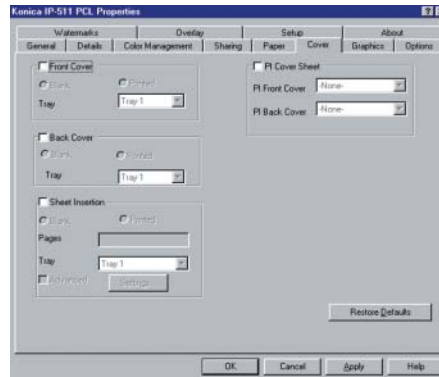 Konica IP-511 PCL Properties
Watermarks Overlay Setup About
General Details Color Management Sharing Paper Cover Graphics Options
Front Cover
Blank Printed
Tray Tray 1
Back Cover
Blank Printed
Tray Tray 1
Sheet Insertion
Blank Printed
Pages
Tray Tray 1
Advanced Settings...
PI Cover Sheet
PI Front Cover -None-
PI Back Cover -None-
Restore Defaults
OK Cancel Apply Help